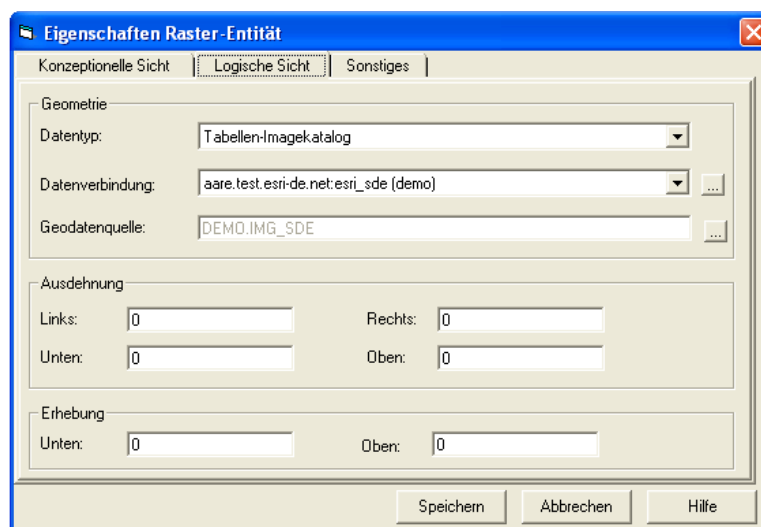 Eigenschaften Raster-Entität
Konzeptionelle Sicht Logische Sicht Sonstiges
Geometrie
Datentyp: Tabellen-Imagekatalog
Datenverbindung: aare.test.esri-de.net:esri_sde (demo) ...
Geodatenquelle: DEMO.IMG_SDE ...
Ausdehnung
Links: 0 Rechts: 0
Unten: 0 Oben: 0
Erhebung
Unten: 0 Oben: 0
Speichern Abbrechen Hilfe